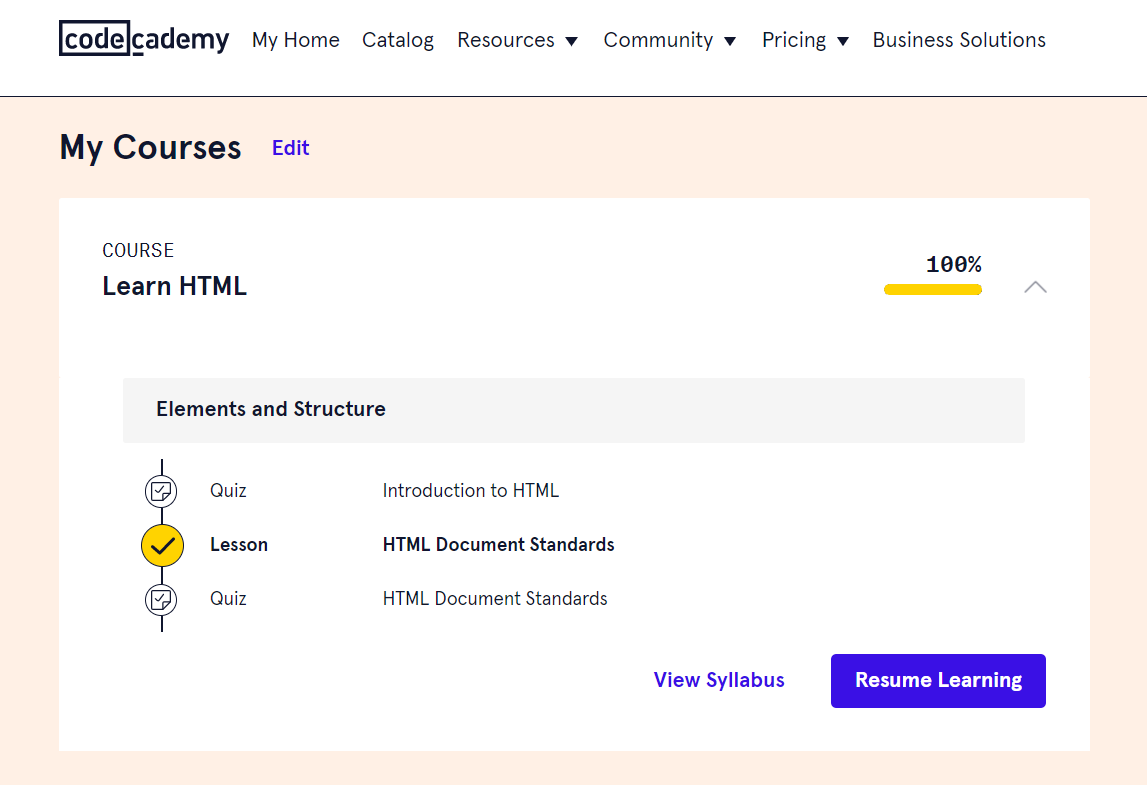 codecademy My Home Catalog Resources Community Pricing Business Solutions
My Courses Edit
COURSE
Learn HTML
100%
Elements and Structure
Quiz Introduction to HTML
Lesson HTML Document Standards
Quiz HTML Document Standards
View Syllabus Resume Learning